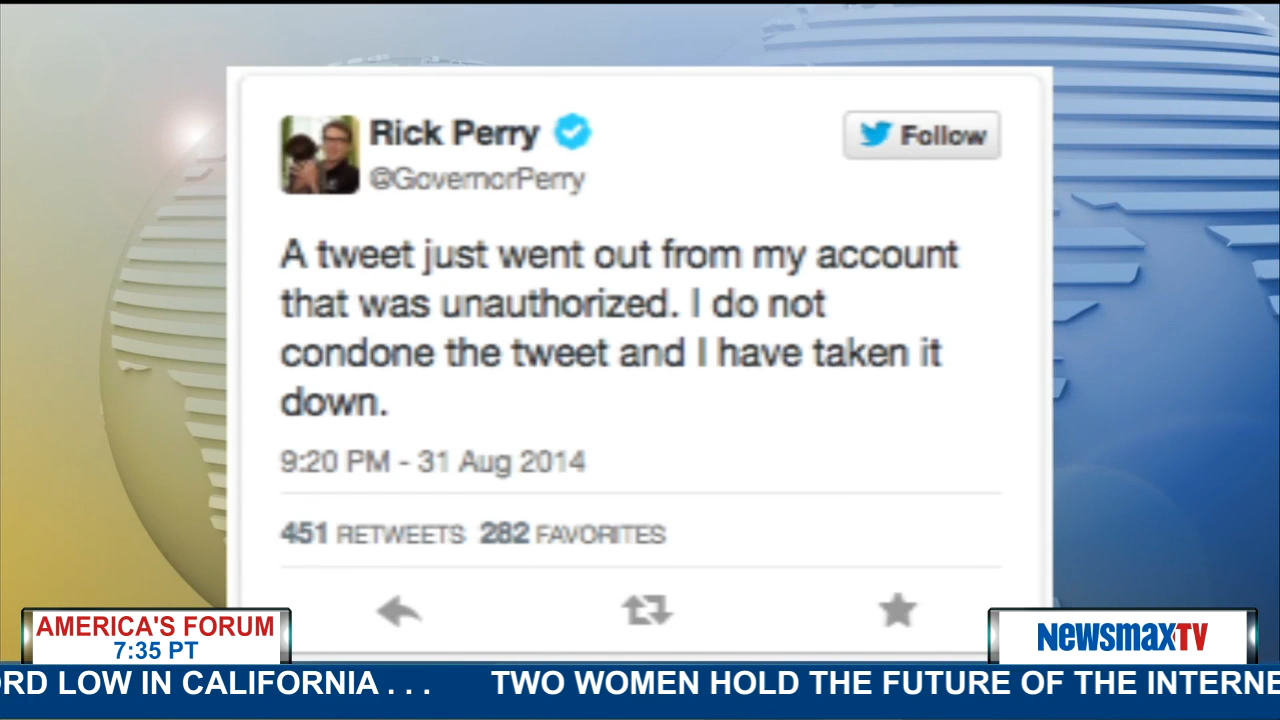 Rick Perry
Follow
@GovernorPerry
A tweet just went out from my account
that was unauthorized. I do not
condone the tweet and I have taken it
down.
9:20 PM - 31 Aug 2014
451 RETWEETS 282 FAVORITES
AMERICA'S FORUM
7:35 PT
NEWSMAXTV
RD LOW IN CALIFORNIA . . . TWO WOMEN HOLD THE FUTURE OF THE INTERNE